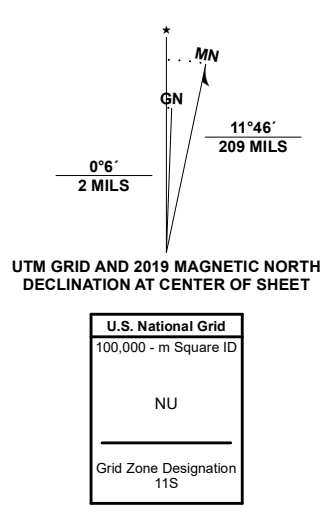 ★
MN
GN
11°46´
209 MILS
0°6´
2 MILS
UTM GRID AND 2019 MAGNETIC NORTH
DECLINATION AT CENTER OF SHEET
U.S. National Grid
100,000 - m Square ID
NU
Grid Zone Designation
11S